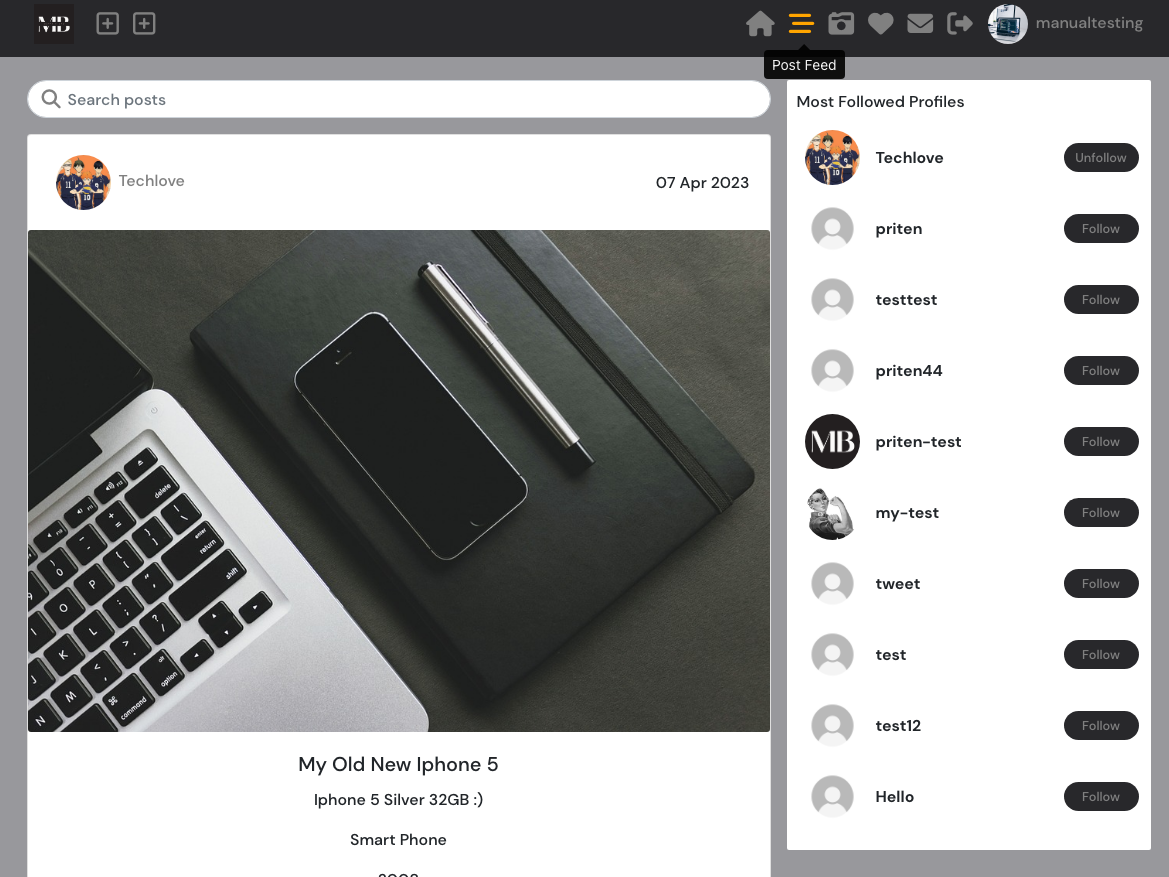 MB
manualtesting
Post Feed
Search posts
Techlove
07 Apr 2023
My Old New Iphone 5
Iphone 5 Silver 32GB :)
Smart Phone
Most Followed Profiles
Techlove
Unfollow
priten
Follow
testtest
Follow
priten44
Follow
MB
priten-test
Follow
my-test
Follow
tweet
Follow
test
Follow
test12
Follow
Hello
Follow